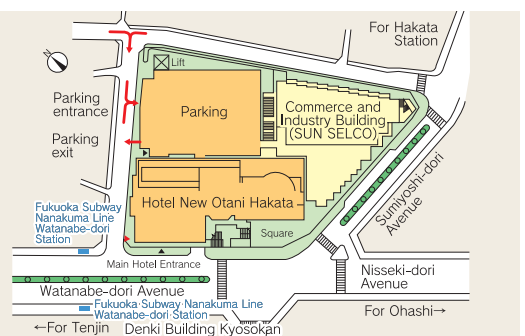 For Hakata
Station
Lift
N
Parking
entrance
Parking
Commerce and
Industry Building
(SUN SELCO)
Parking
exit
Hotel New Otani Hakata
Sumiyoshi-dori
Avenue
Fukuoka Subway
Nanakuma Line
Watanabe-dori
Station
Square
Main Hotel Entrance
Nisseki-dori
Avenue
Watanabe-dori Avenue
Fukuoka Subway Nanakuma Line
Watanabe-dori Station
For Ohashi→
←For Tenjin
Denki Building Kyosokan